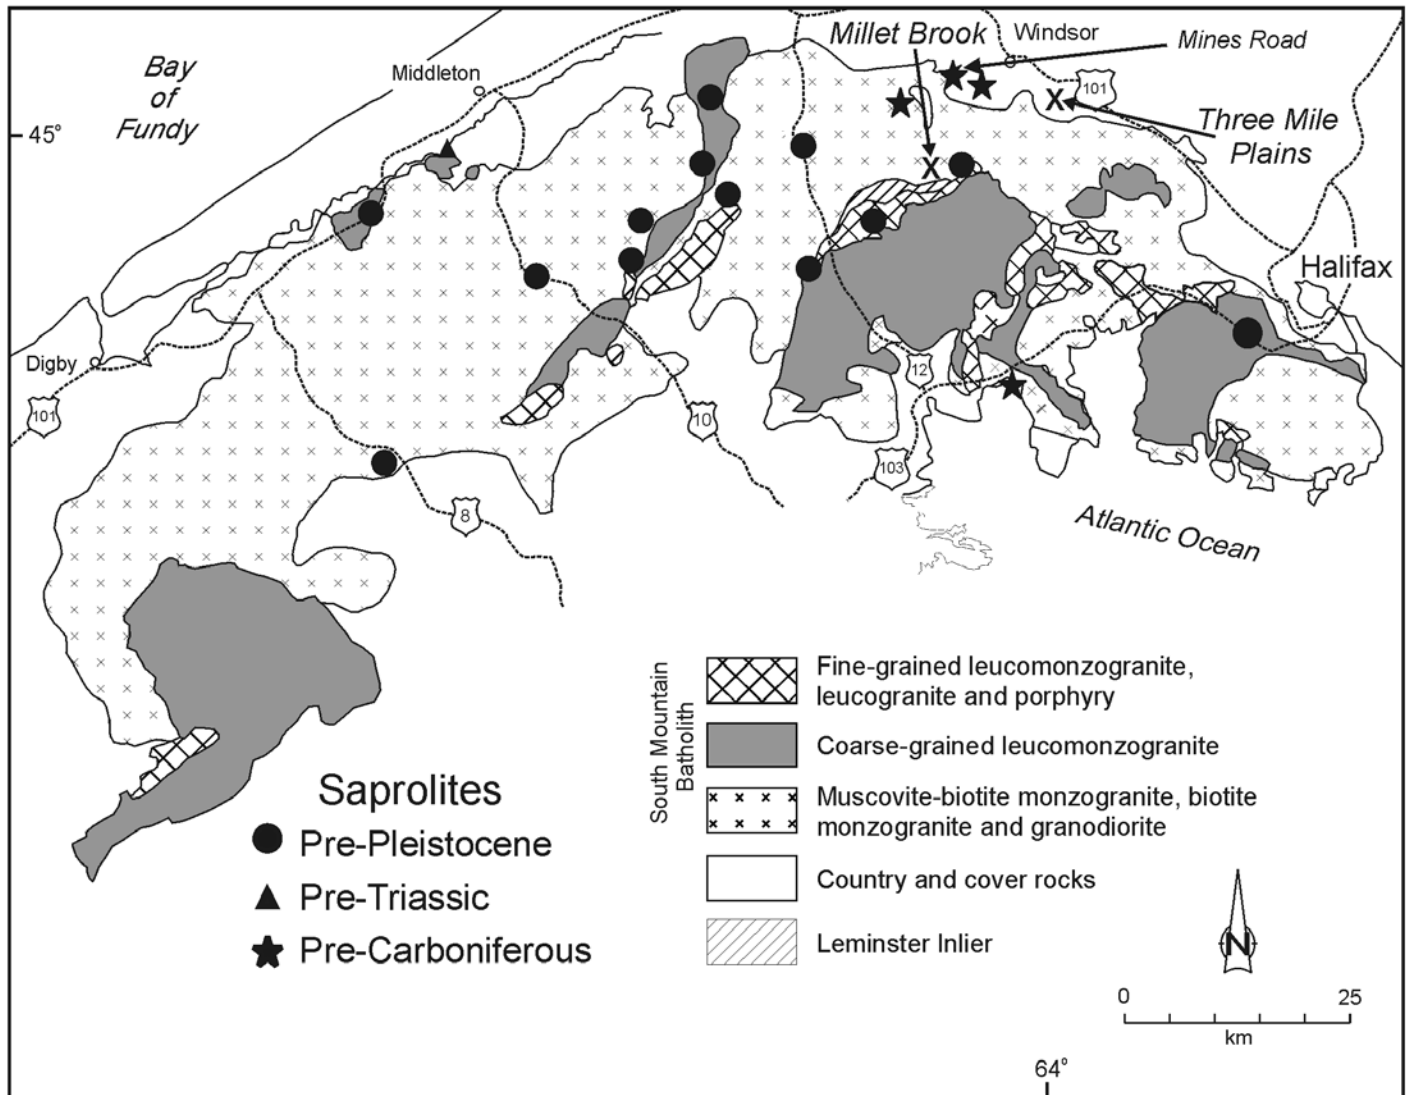 Bay
of
Fundy
Middleton
Millet Brook
Windsor
Mines Road
101
Three Mile
Plains
45°
Halifax
Digby
101
12
10
103
8
Atlantic Ocean
South Mountain
Batholith
Fine-grained leucomonzogranite,
leucogranite and porphyry
Coarse-grained leucomonzogranite
Muscovite-biotite monzogranite, biotite
monzogranite and granodiorite
Country and cover rocks
Leminster Inlier
Saprolites
Pre-Pleistocene
Pre-Triassic
Pre-Carboniferous
N
0 25
km
64°
X
X